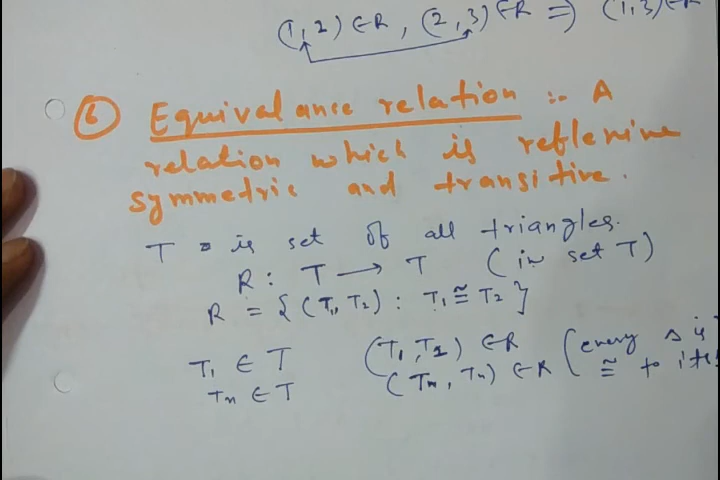 (1,2) ∈R , (2,3) ∈R ⇒ (1,3)∈R
6 Equivalance relation :- A
relation which is reflexive
symmetric and transitive.
T is set of all triangles.
R : T → T (in set T)
R = { (T1, T2) : T1 ≅ T2 }
T1 ∈ T (T1, T1) ∈R (every Δ is
Tn ∈ T (Tn, Tn) ∈ R ≅ to its